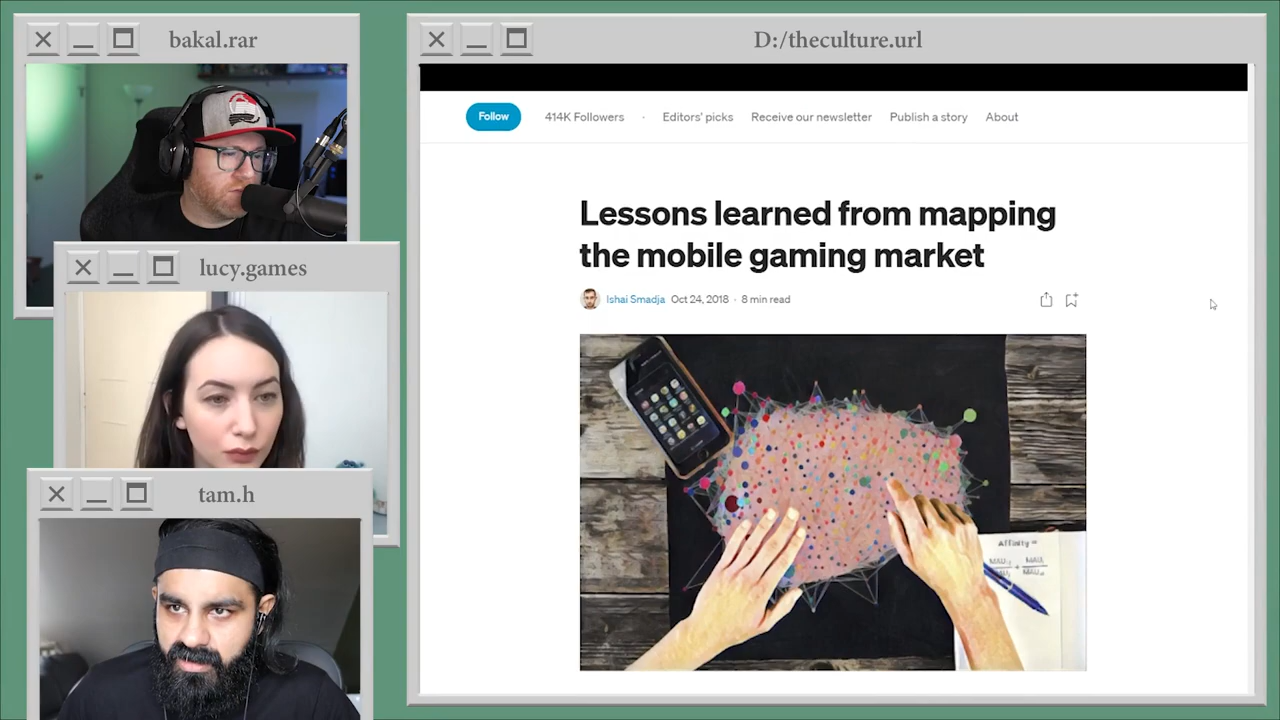 bakal.rar
lucy.games
tam.h
D:/theculture.url
Follow 414K Followers · Editors' picks Receive our newsletter Publish a story About
Lessons learned from mapping
the mobile gaming market
Ishai Smadja Oct 24, 2018 · 8 min read
Affinity =